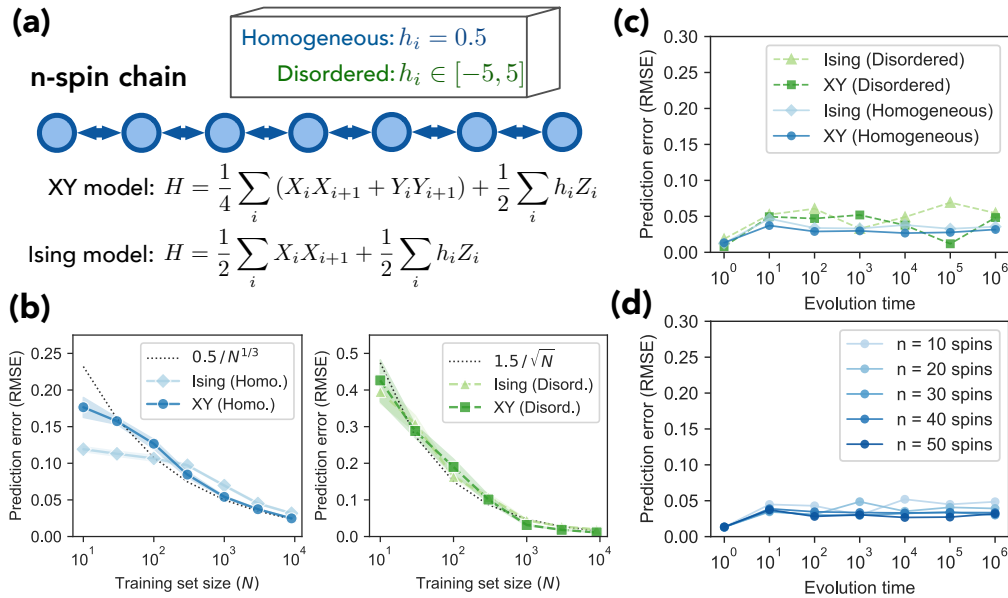 (a)
Homogeneous: h_i = 0.5
Disordered: h_i ∈ [−5, 5]
n-spin chain
XY model: H = 1/4 ∑_i (X_i X_{i+1} + Y_i Y_{i+1}) + 1/2 ∑_i h_i Z_i
Ising model: H = 1/2 ∑_i X_i X_{i+1} + 1/2 ∑_i h_i Z_i
(b)
Prediction error (RMSE)
0.25
0.20
0.15
0.10
0.05
0.00
0.5 / N^{1/3}
Ising (Homo.)
XY (Homo.)
10^1
10^2
10^3
10^4
Training set size (N)
Prediction error (RMSE)
0.5
0.4
0.3
0.2
0.1
0.0
1.5 / √N
Ising (Disord.)
XY (Disord.)
10^1
10^2
10^3
10^4
Training set size (N)
(c)
Prediction error (RMSE)
0.30
0.25
0.20
0.15
0.10
0.05
0.00
Ising (Disordered)
XY (Disordered)
Ising (Homogeneous)
XY (Homogeneous)
10^0
10^1
10^2
10^3
10^4
10^5
10^6
Evolution time
(d)
Prediction error (RMSE)
0.30
0.25
0.20
0.15
0.10
0.05
0.00
n = 10 spins
n = 20 spins
n = 30 spins
n = 40 spins
n = 50 spins
10^0
10^1
10^2
10^3
10^4
10^5
10^6
Evolution time